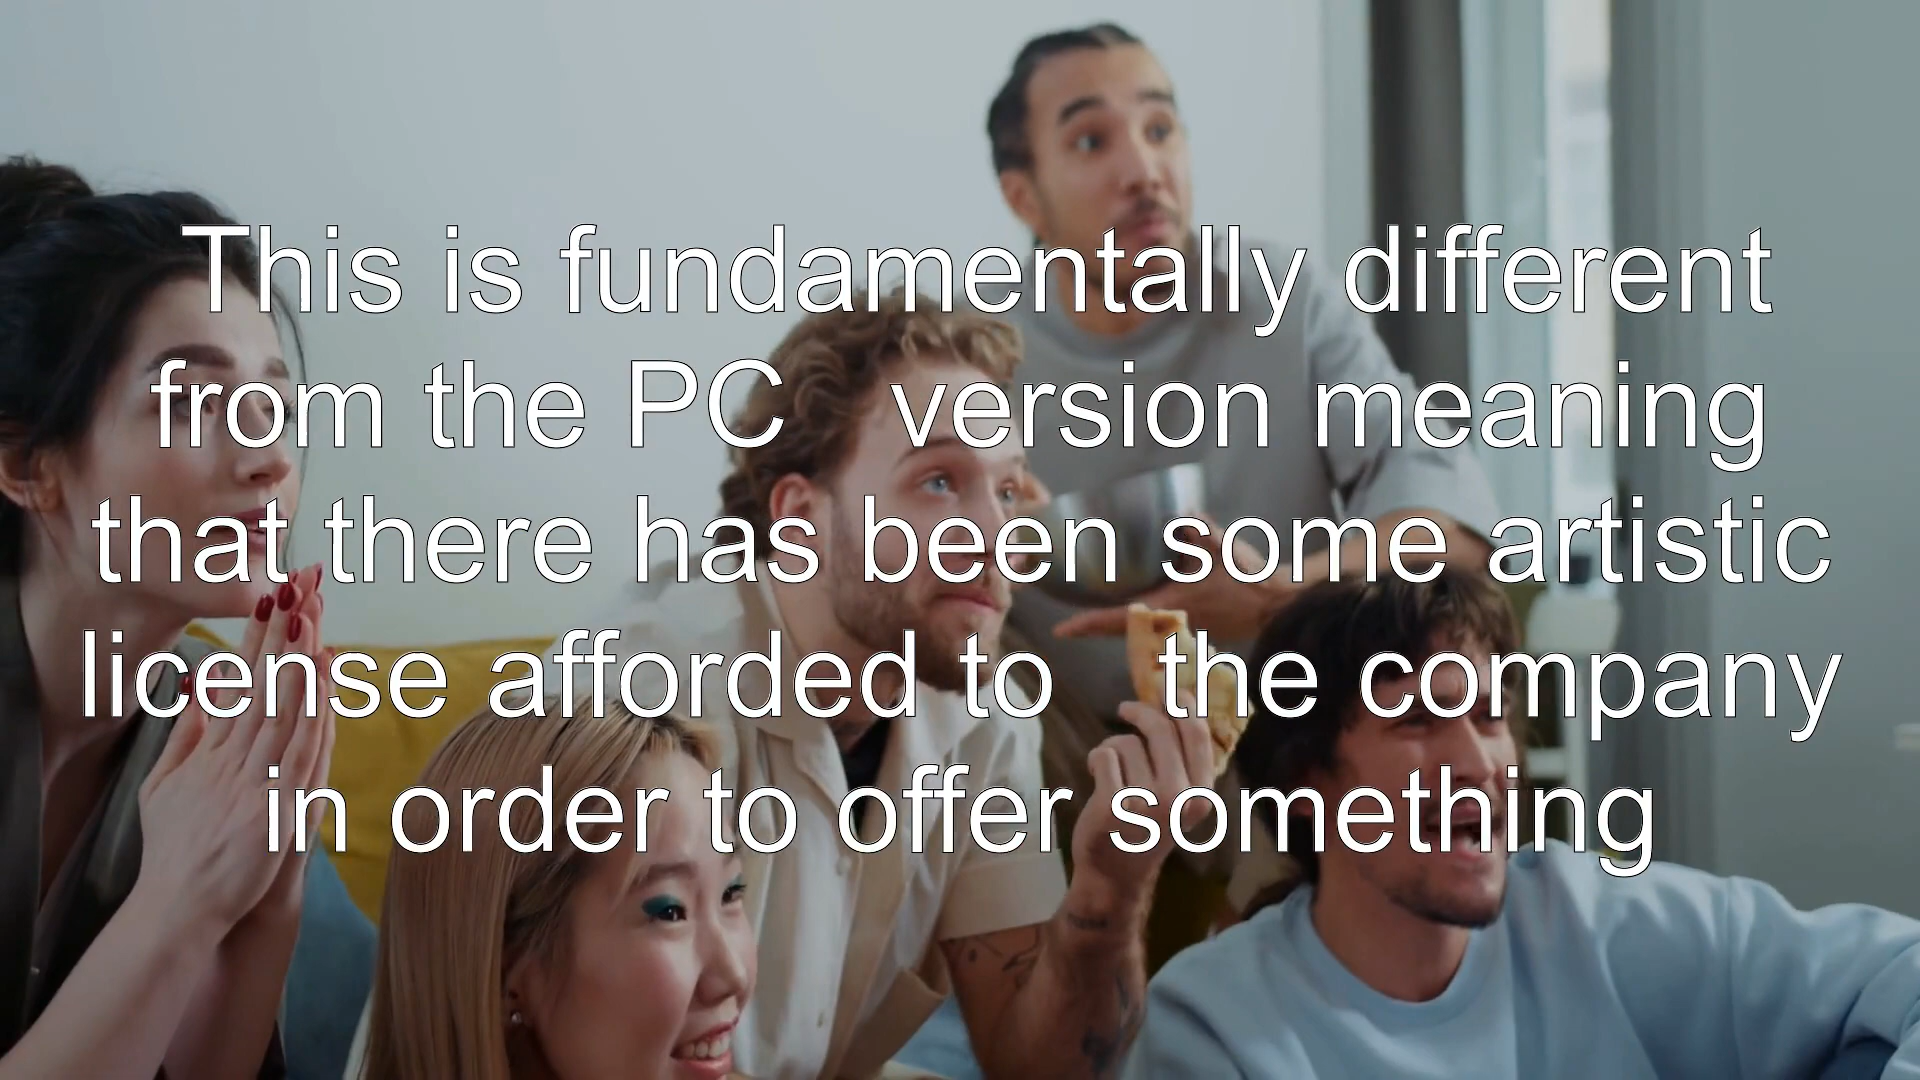 This is fundamentally different
from the PC   version meaning
that there has been some artistic
license afforded to   the company
in order to offer something